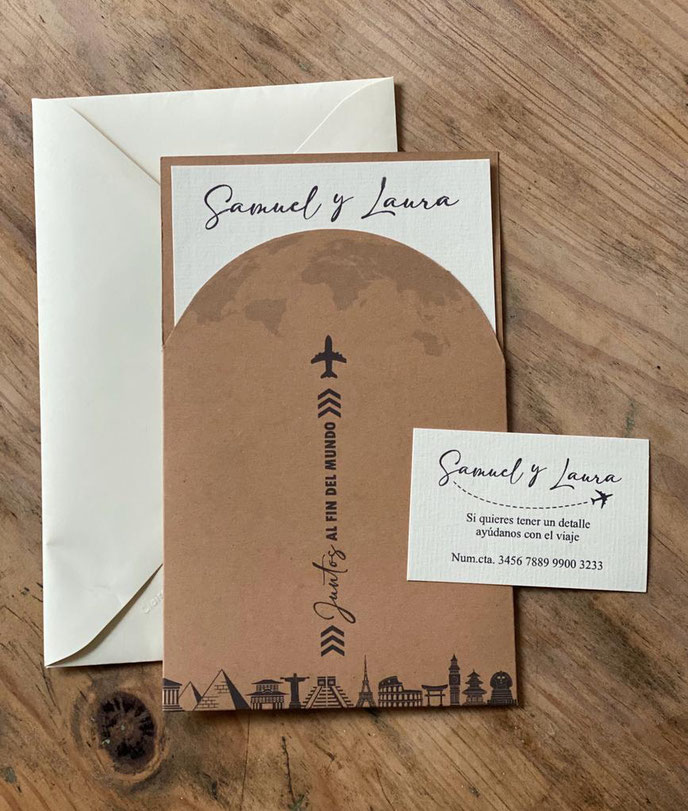 Samuel y Laura
Juntos AL FIN DEL MUNDO
Samuel y Laura
Si quieres tener un detalle
ayúdanos con el viaje
Num.cta. 3456 7889 9900 3233